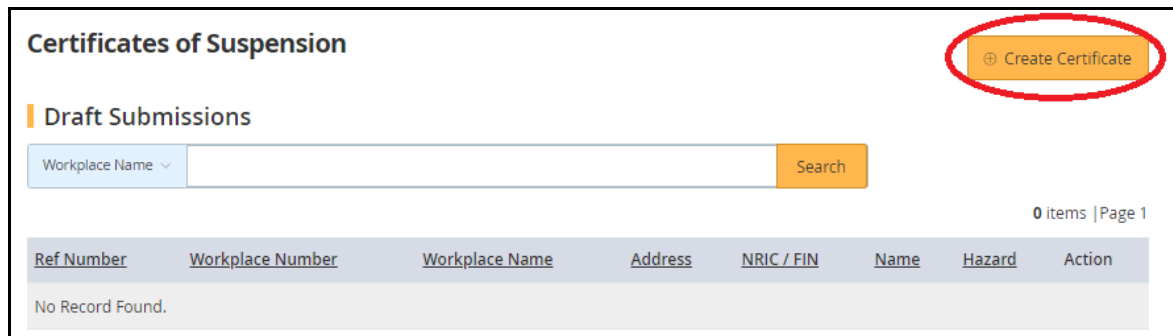 Certificates of Suspension
Create Certificate
Draft Submissions
Workplace Name
Search
0 items |Page 1
Ref Number Workplace Number Workplace Name Address NRIC / FIN Name Hazard Action
No Record Found.